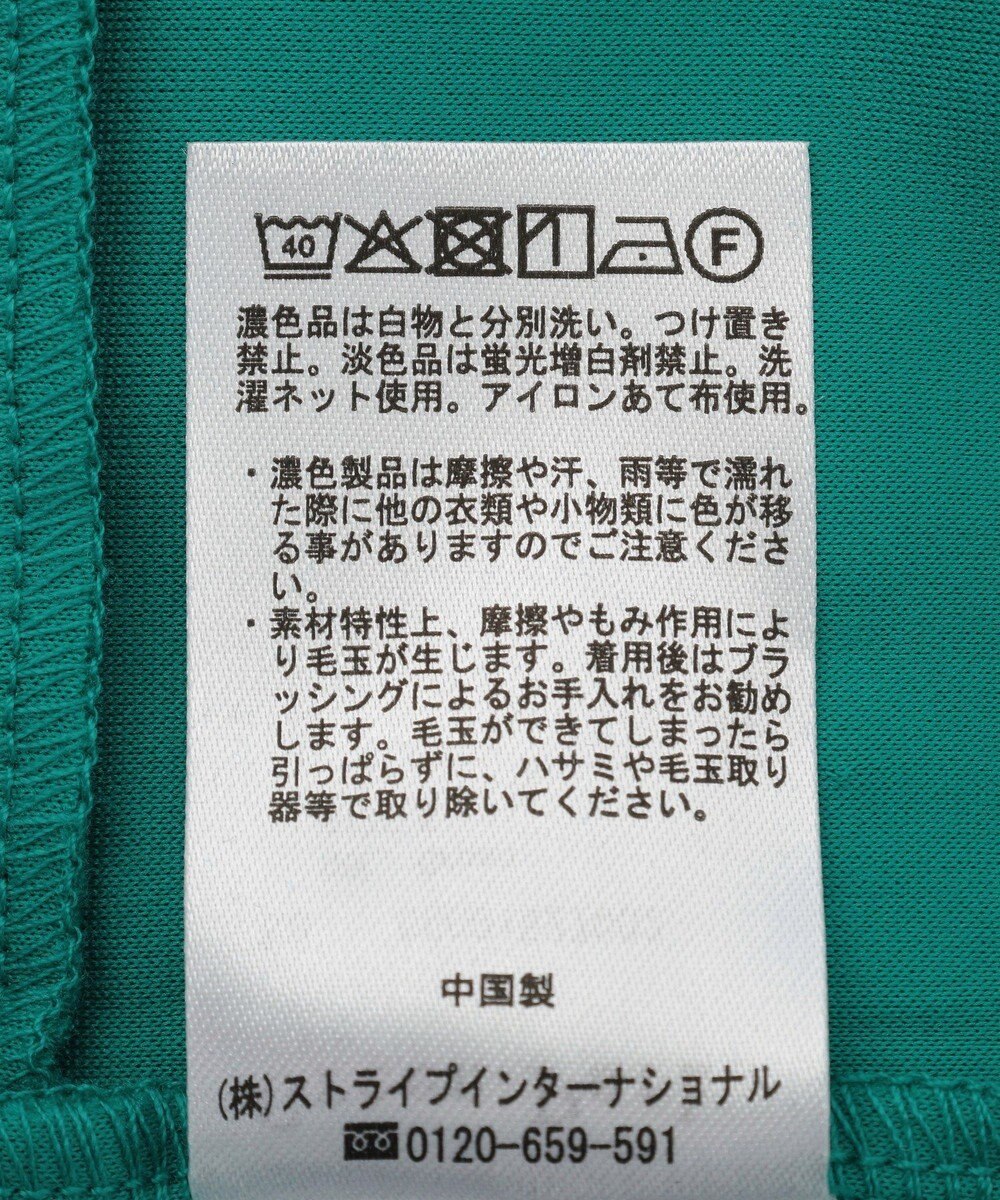 40 F
濃色品は白物と分別洗い。つけ置き
禁止。淡色品は蛍光増白剤禁止。洗
濯ネット使用。アイロンあて布使用。
・濃色製品は摩擦や汗、雨等で濡れ
た際に他の衣類や小物類に色が移
る事がありますのでご注意くださ
い。
・素材特性上、摩擦やもみ作用によ
り毛玉が生じます。着用後はブラ
ッシングによるお手入れをお勧め
します。毛玉ができてしまったら
引っぱらずに、ハサミや毛玉取り
器等で取り除いてください。
中国製
(株)ストライプインターナショナル
0120-659-591